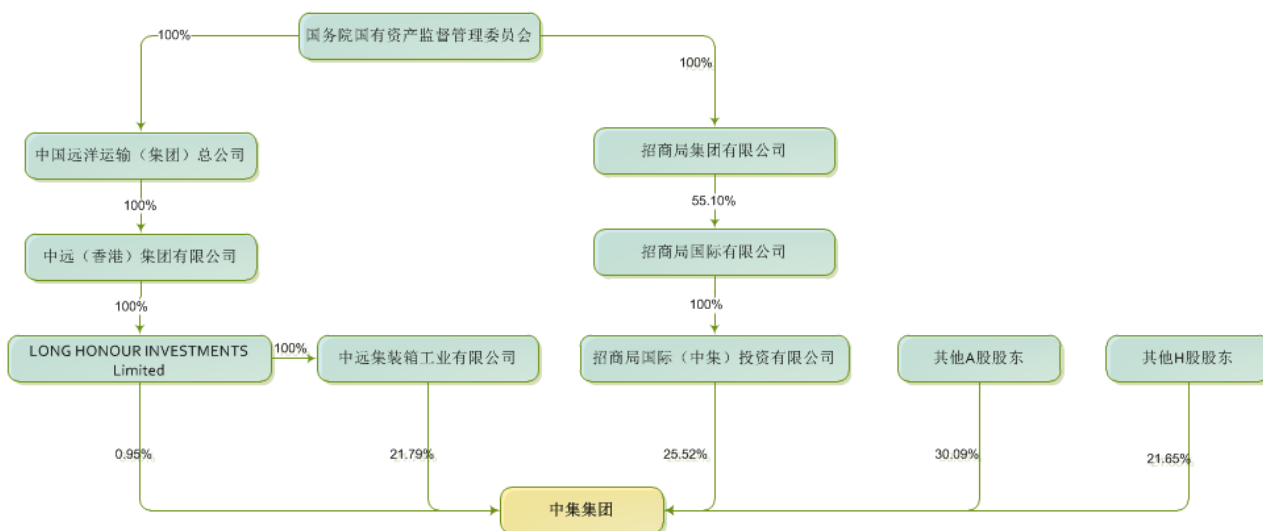 国务院国有资产监督管理委员会
100%
100%
中国远洋运输（集团）总公司
招商局集团有限公司
100%
55.10%
中远（香港）集团有限公司
招商局国际有限公司
100%
100%
LONG HONOUR INVESTMENTS
Limited
100%
中远集装箱工业有限公司
招商局国际（中集）投资有限公司
其他A股股东
其他H股股东
0.95%
21.79%
25.52%
30.09%
21.65%
中集集团